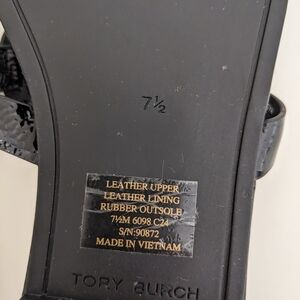 7½
LEATHER UPPER
LEATHER LINING
RUBBER OUTSOLE
7½M 6098 C24
S/N:90872
MADE IN VIETNAM
TORY BURCH